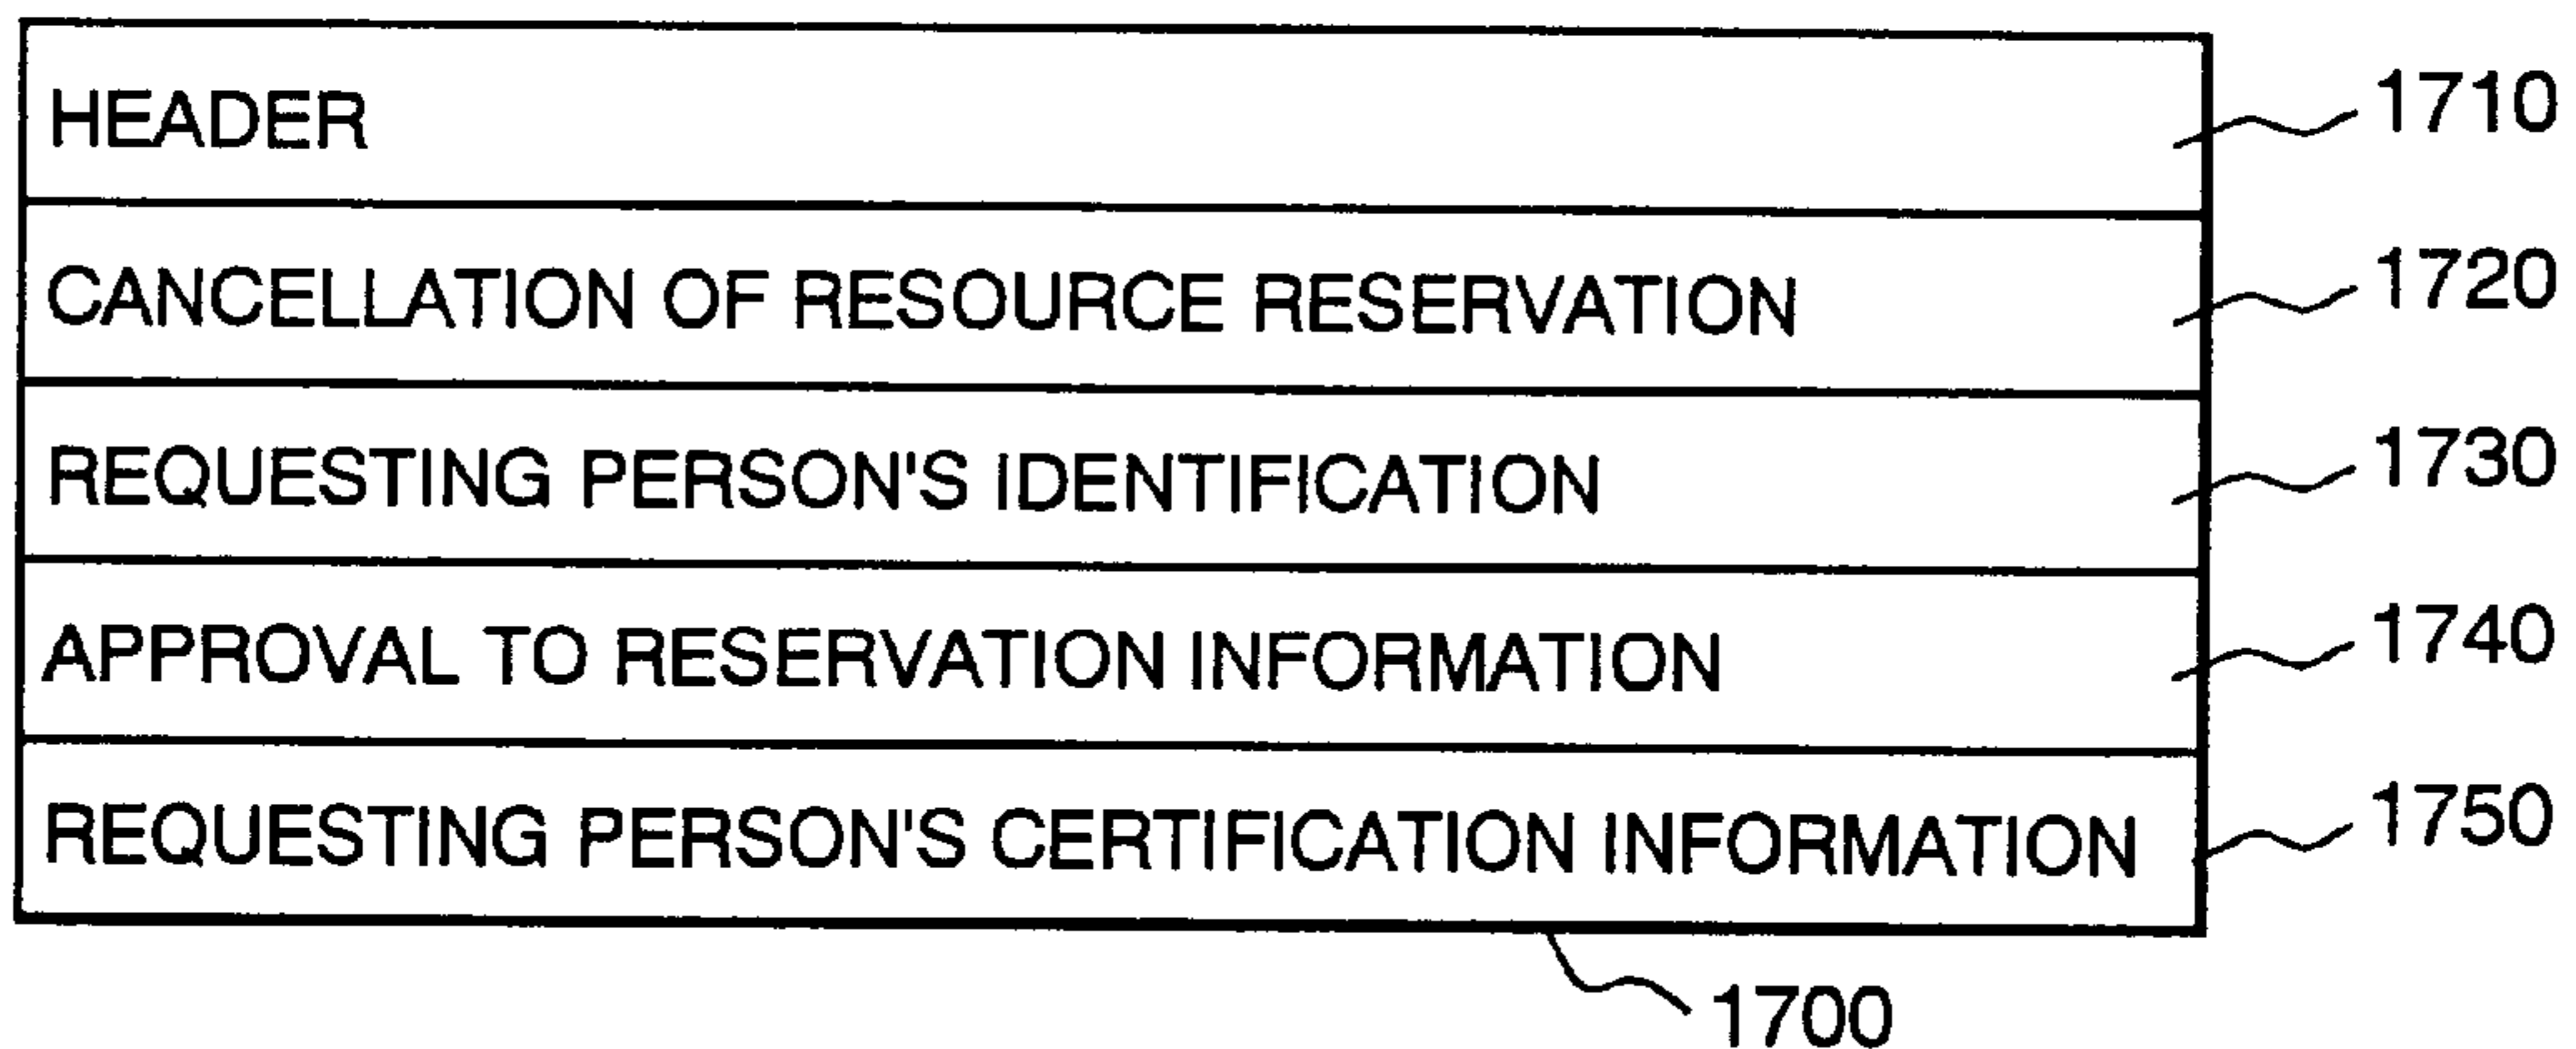 HEADER 1710
CANCELLATION OF RESOURCE RESERVATION 1720
REQUESTING PERSON'S IDENTIFICATION 1730
APPROVAL TO RESERVATION INFORMATION 1740
REQUESTING PERSON'S CERTIFICATION INFORMATION 1750
1700